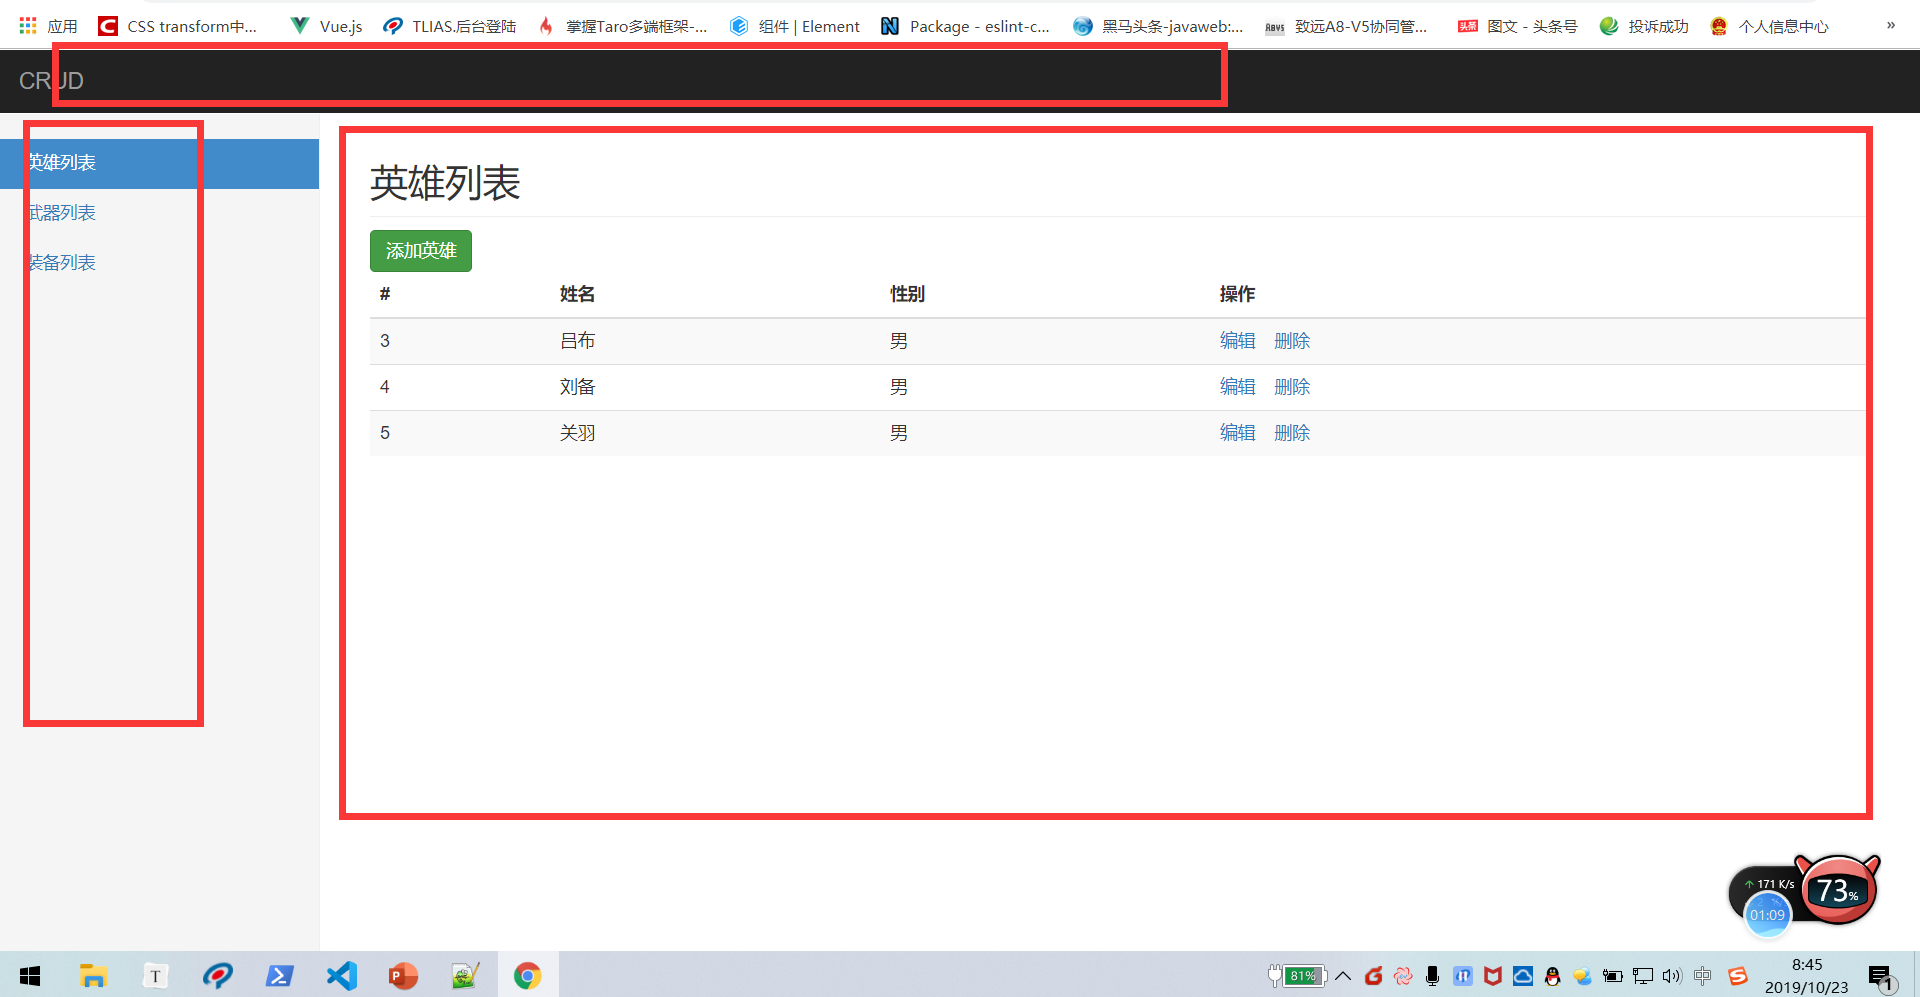 应用 CSS transform中... Vue.js TLIAS.后台登陆 掌握Taro多端框架-... 组件 | Element Package - eslint-c... 黑马头条-javaweb:... 致远A8-V5协同管... 头条 图文 - 头条号 投诉成功 个人信息中心 »
CRUD
英雄列表
武器列表
装备列表
英雄列表
添加英雄
# 姓名 性别 操作
3 吕布 男 编辑 删除
4 刘备 男 编辑 删除
5 关羽 男 编辑 删除
↑ 171 K/s
73%
01:09
81%
中
8:45
2019/10/23
1